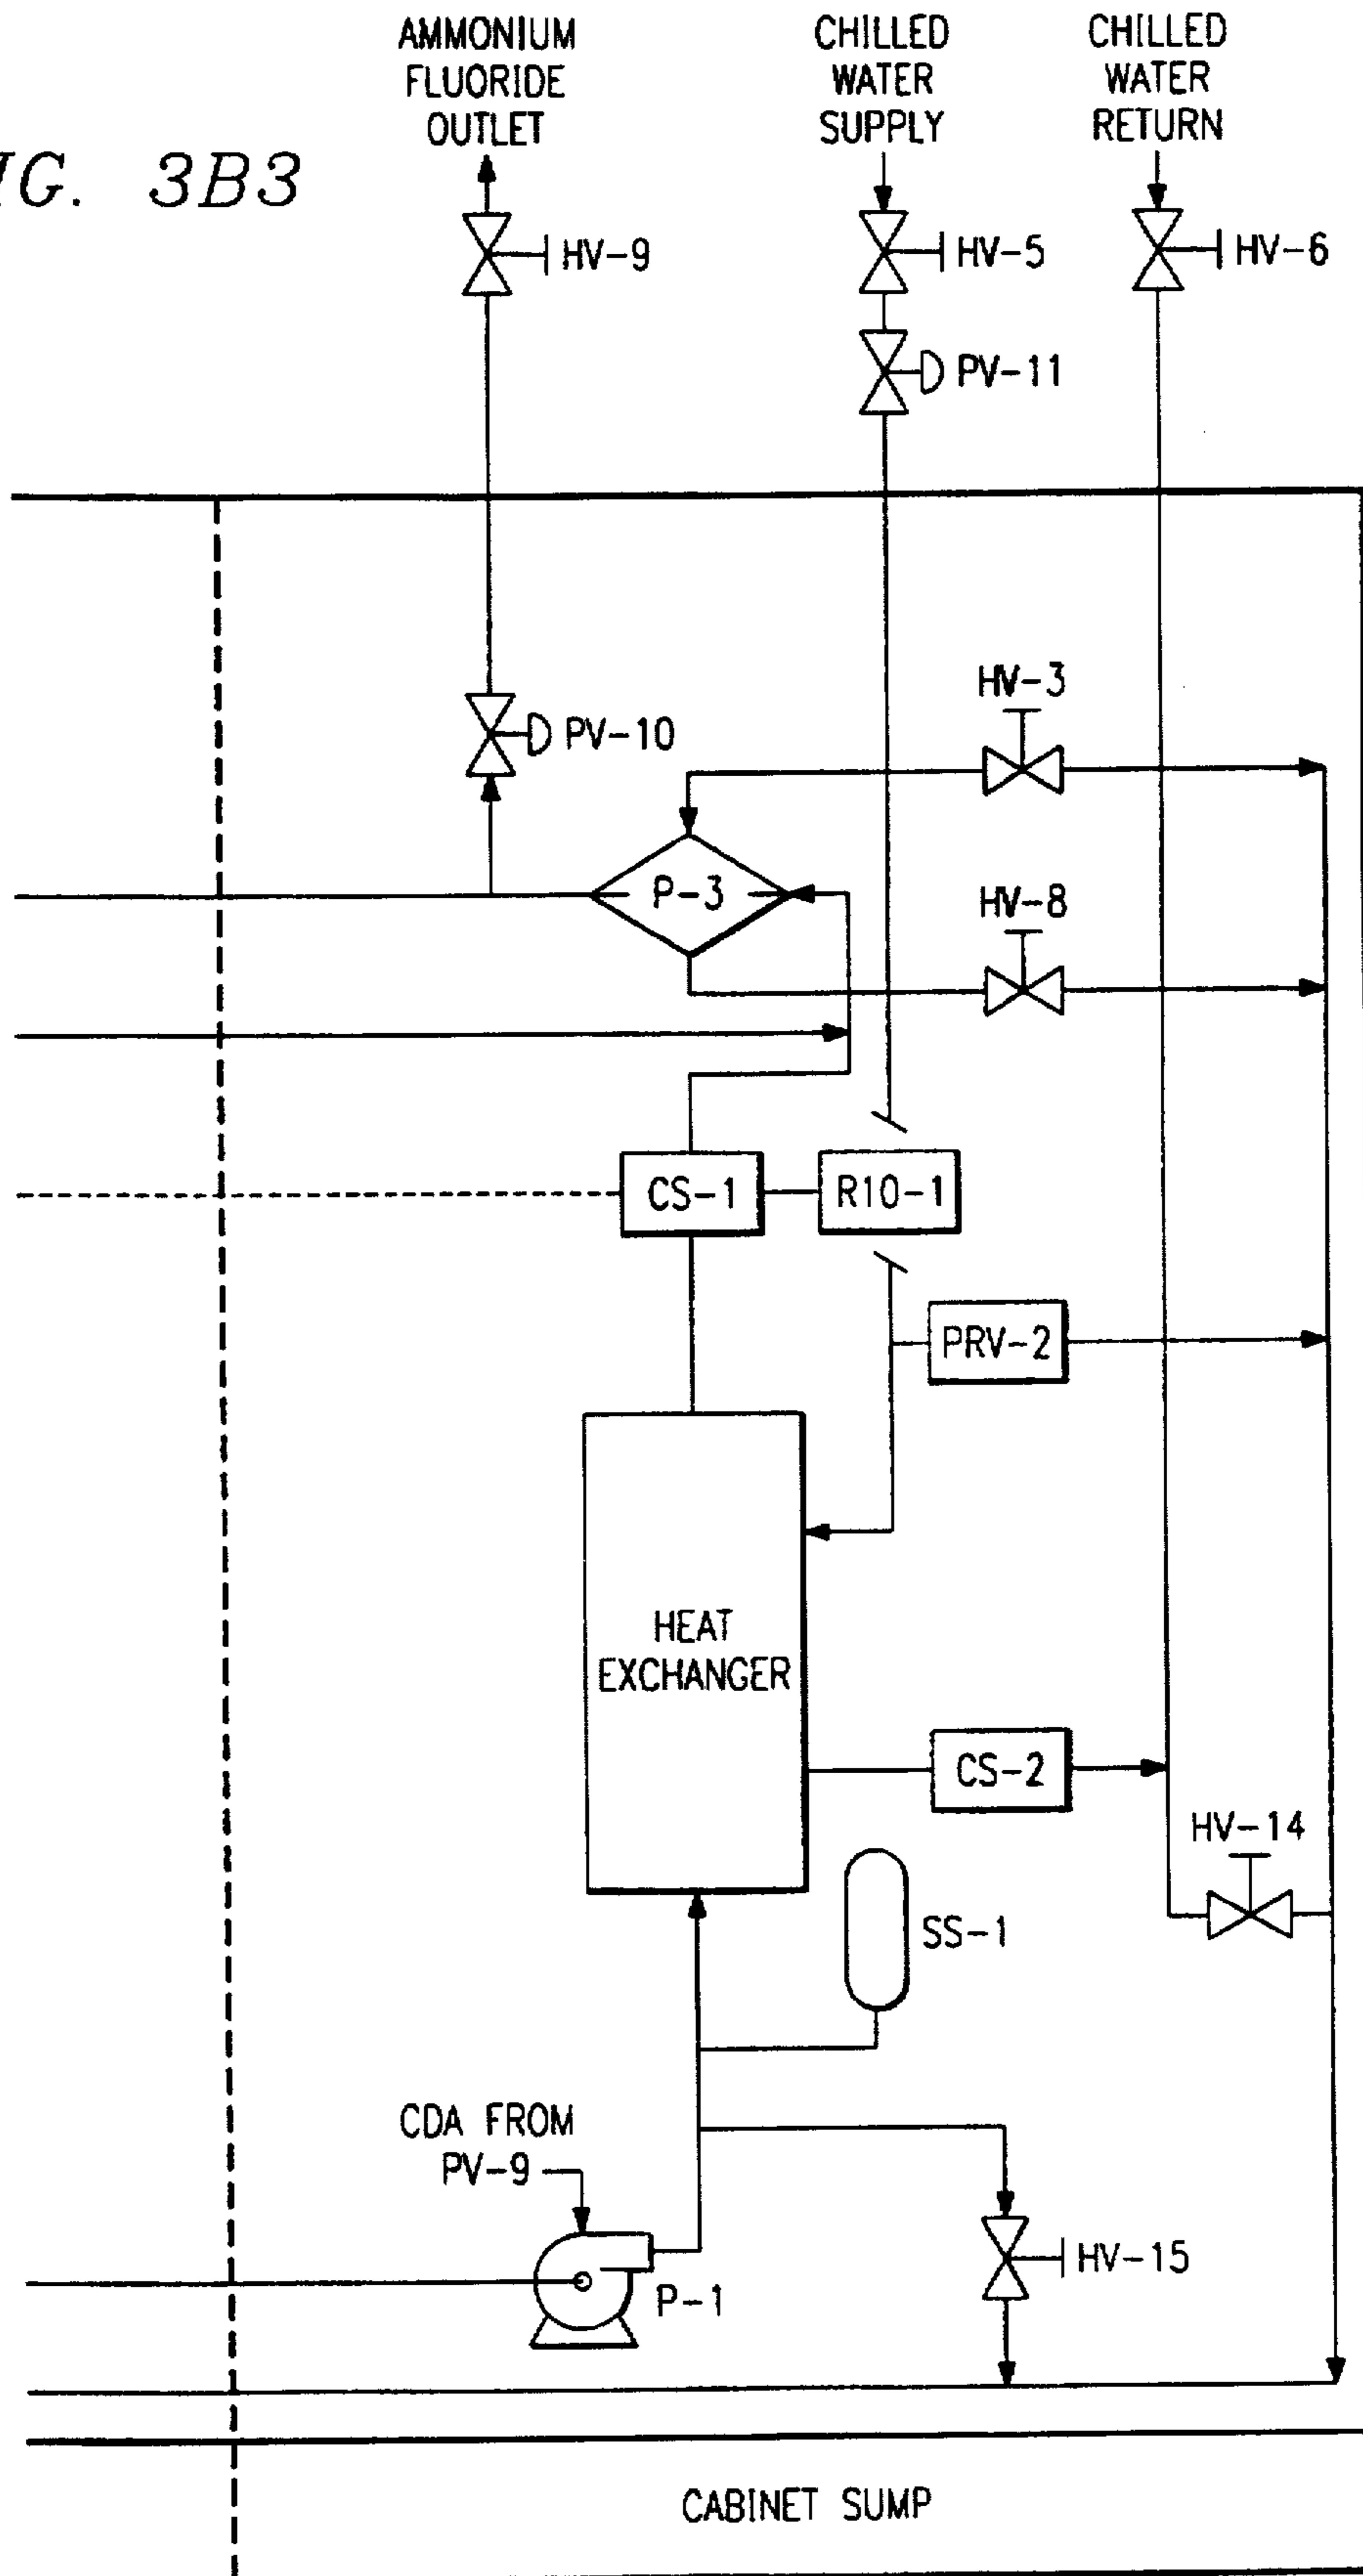 AMMONIUM
FLUORIDE
OUTLET
CHILLED
WATER
SUPPLY
CHILLED
WATER
RETURN
IG. 3B3
HV-9
HV-5
HV-6
PV-11
HV-3
PV-10
P-3
HV-8
CS-1
R10-1
PRV-2
HEAT
EXCHANGER
CS-2
HV-14
SS-1
CDA FROM
PV-9
HV-15
P-1
CABINET SUMP